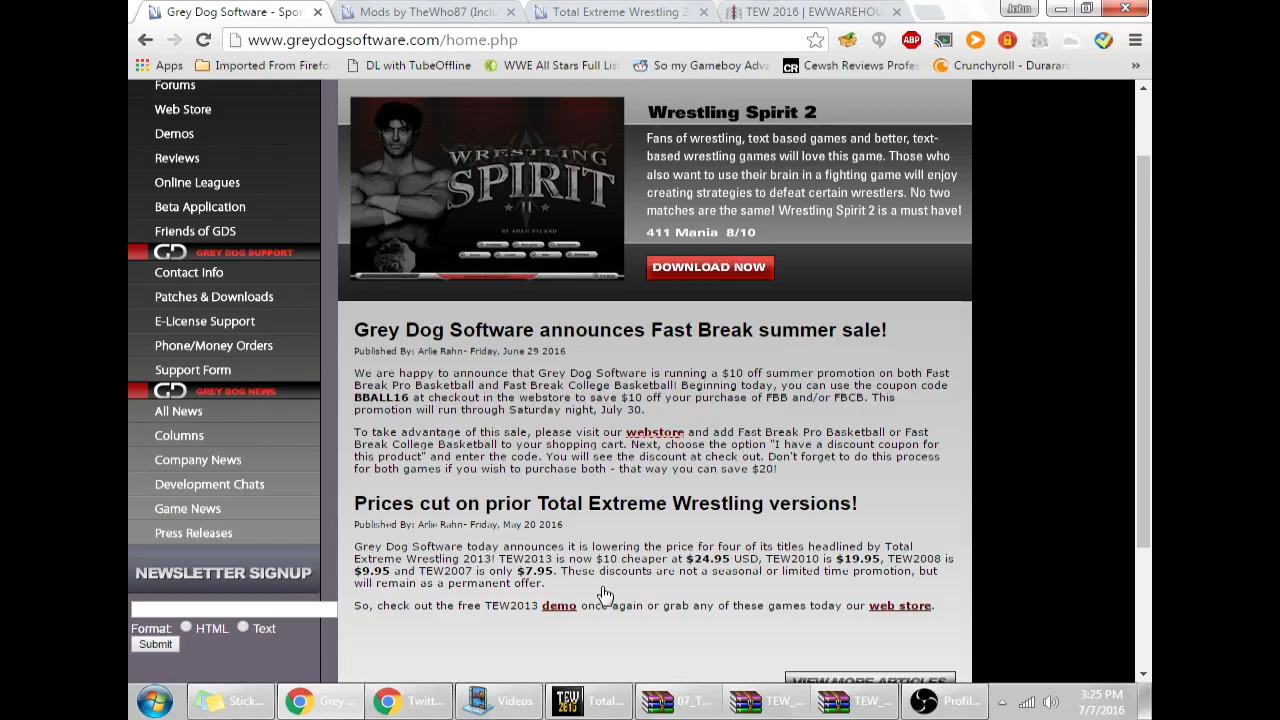 Grey Dog Software - Spor
Mods by TheWho87 (Inclu
Total Extreme Wrestling 2
TEW 2016 | EWWAREHOU
John
www.greydogsoftware.com/home.php
ABP
Apps
Imported From Firefo
DL with TubeOffline
WWE All Stars Full List
So my Gameboy Adva
CR
Cewsh Reviews Profes
Crunchyroll - Durarara
»
Forums
Web Store
Demos
Reviews
Online Leagues
Beta Application
Friends of GDS
GD GREY DOG SUPPORT
Contact Info
Patches & Downloads
E-License Support
Phone/Money Orders
Support Form
GD GREY DOG NEWS
All News
Columns
Company News
Development Chats
Game News
Press Releases
NEWSLETTER SIGNUP
Format: HTML Text
Submit
WRESTLING
SPIRIT
II
BY ADAM RYLAND
Wrestling Spirit 2
Fans of wrestling, text based games and better, text-
based wrestling games will love this game. Those who
also want to use their brain in a fighting game will enjoy
creating strategies to defeat certain wrestlers. No two
matches are the same! Wrestling Spirit 2 is a must have!
411 Mania 8/10
DOWNLOAD NOW
Grey Dog Software announces Fast Break summer sale!
Published By: Arlie Rahn- Friday, June 29 2016
We are happy to announce that Grey Dog Software is running a $10 off summer promotion on both Fast
Break Pro Basketball and Fast Break College Basketball! Beginning today, you can use the coupon code
BBALL16 at checkout in the webstore to save $10 off your purchase of FBB and/or FBCB. This
promotion will run through Saturday night, July 30.
To take advantage of this sale, please visit our webstore and add Fast Break Pro Basketball or Fast
Break College Basketball to your shopping cart. Next, choose the option "I have a discount coupon for
this product" and enter the code. You will see the discount at check out. Don't forget to do this process
for both games if you wish to purchase both - that way you can save $20!
Prices cut on prior Total Extreme Wrestling versions!
Published By: Arlie Rahn- Friday, May 20 2016
Grey Dog Software today announces it is lowering the price for four of its titles headlined by Total
Extreme Wrestling 2013! TEW2013 is now $10 cheaper at $24.95 USD, TEW2010 is $19.95, TEW2008 is
$9.95 and TEW2007 is only $7.95. These discounts are not a seasonal or limited time promotion, but
will remain as a permanent offer.
So, check out the free TEW2013 demo once again or grab any of these games today our web store.
VIEW MORE ARTICLES
Stick...
Grey ...
Twitt...
Videos
TEW 2016
Total...
07_T...
TEW_...
TEW_...
Profil...
3:25 PM
7/7/2016